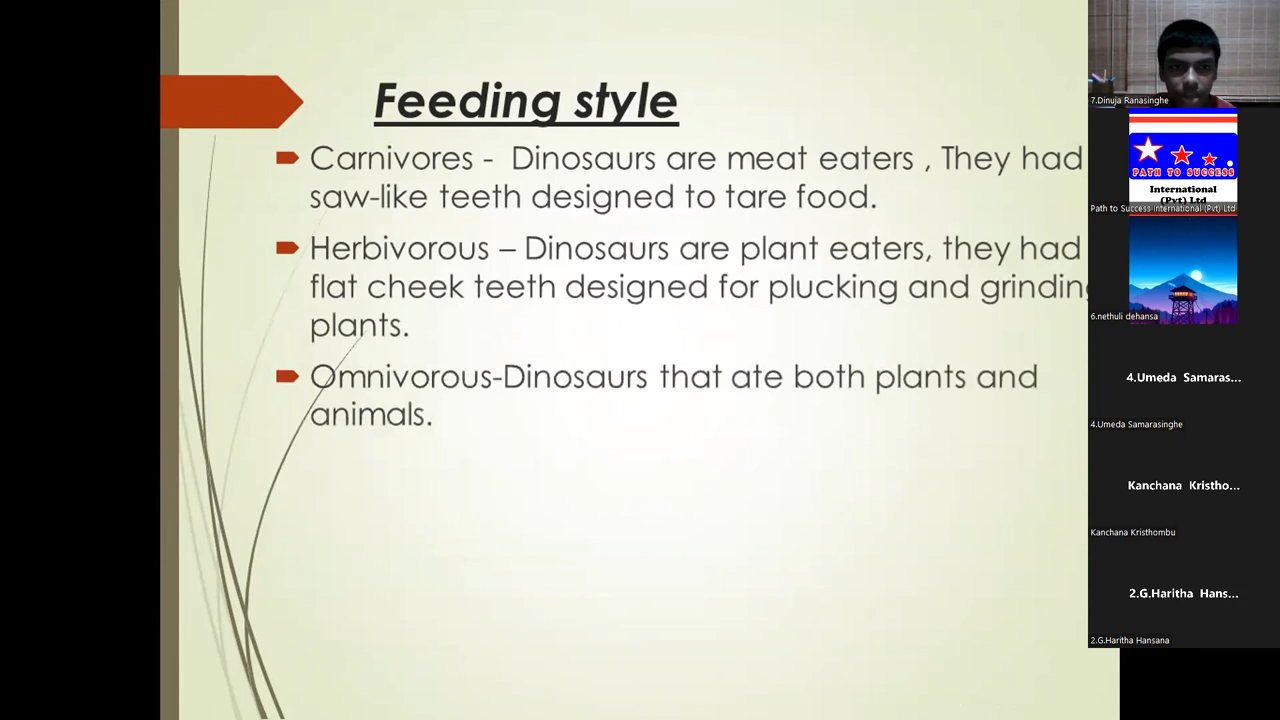 Feeding style
Carnivores - Dinosaurs are meat eaters , They had
saw-like teeth designed to tare food.
Herbivorous – Dinosaurs are plant eaters, they had
flat cheek teeth designed for plucking and grinding
plants.
Omnivorous-Dinosaurs that ate both plants and
animals.
7.Dinuja Ranasinghe
PATH TO SUCCESS
International
(Pvt) Ltd
Path to Success International (Pvt) Ltd
6.nethuli dehansa
4.Umeda Samaras...
4.Umeda Samarasinghe
Kanchana Kristho...
Kanchana Kristhombu
2.G.Haritha Hans...
2.G.Haritha Hansana